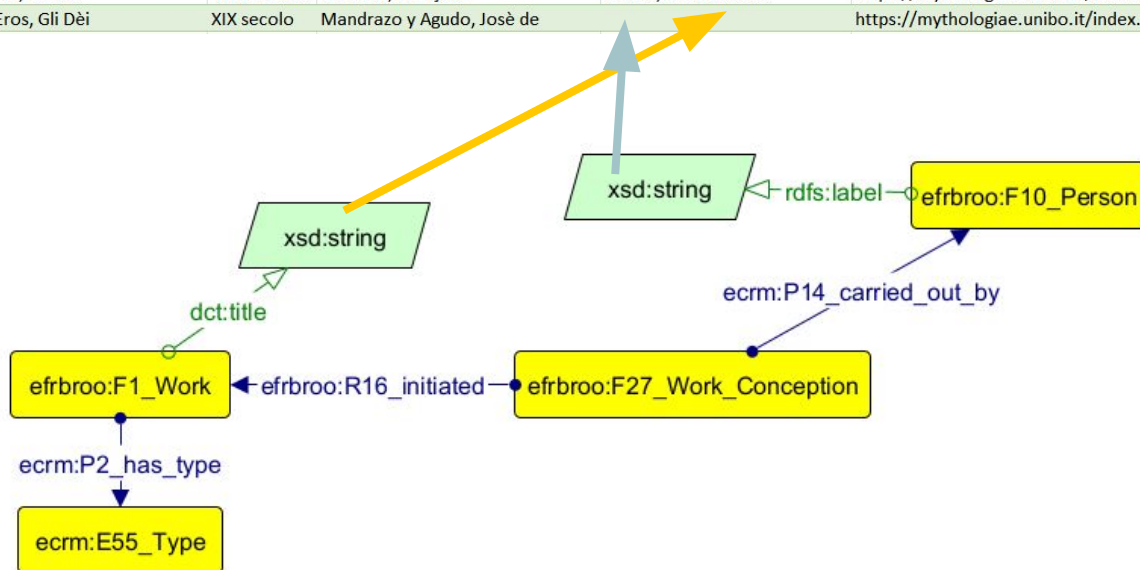 Eros, Gli Dèi XIX secolo Mandrazo y Agudo, Josè de https://mythologiae.unibo.it/index.
xsd:string
rdfs:label
efrbroo:F10_Person
xsd:string
ecrm:P14_carried_out_by
dct:title
efrbroo:F1_Work
efrbroo:R16_initiated
efrbroo:F27_Work_Conception
ecrm:P2_has_type
ecrm:E55_Type